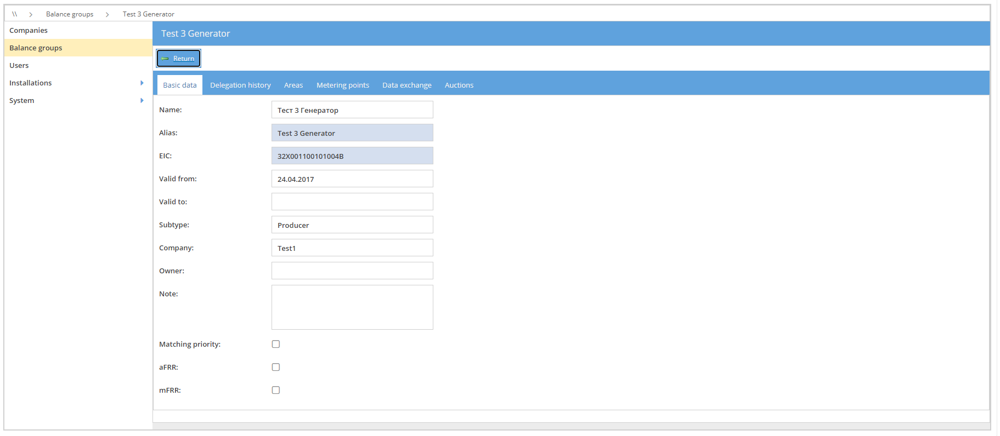 \\ > Balance groups > Test 3 Generator
Companies
Balance groups
Users
Installations
System
Test 3 Generator
Return
Basic data Delegation history Areas Metering points Data exchange Auctions
Name: Тест 3 Генератор
Alias: Test 3 Generator
EIC: 32X001100101004B
Valid from: 24.04.2017
Valid to:
Subtype: Producer
Company: Test1
Owner:
Note:
Matching priority:
aFRR:
mFRR: